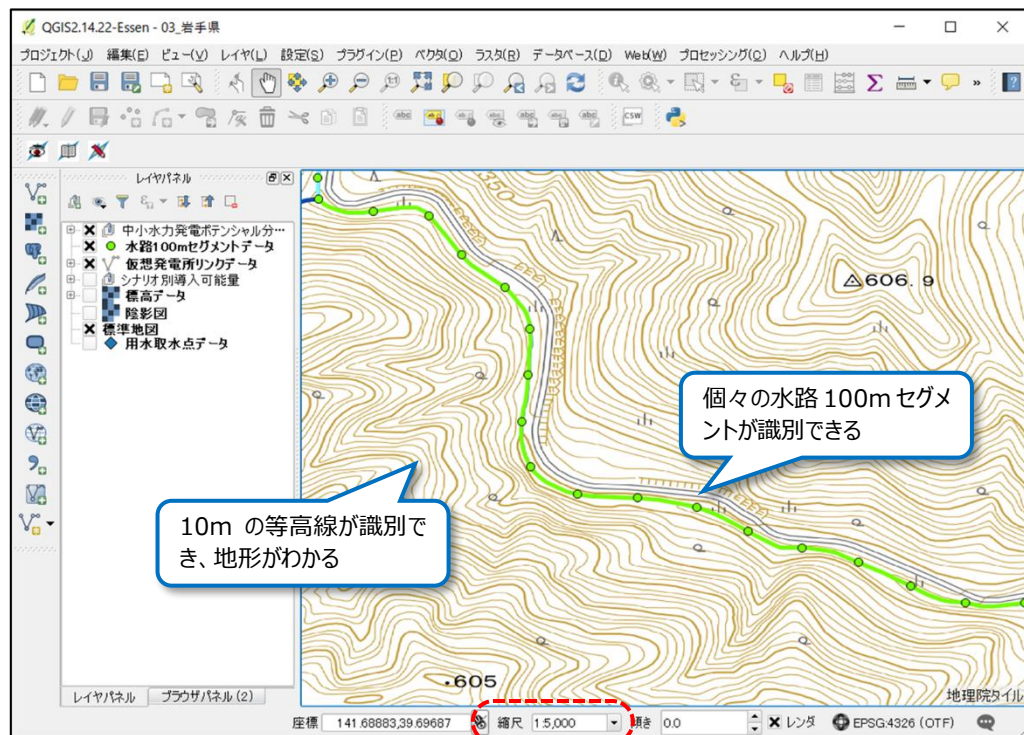 QGIS2.14.22-Essen - 03_岩手県
プロジェクト(J) 編集(E) ビュー(V) レイヤ(L) 設定(S) プラグイン(P) ベクタ(O) ラスタ(R) データベース(D) Web(W) プロセッシング(C) ヘルプ(H)
1:1
abc ab abc abc abc abc CSW
レイヤパネル
中小水力発電ポテンシャル分…
水路100mセグメントデータ
仮想発電所リンクデータ
シナリオ別導入可能量
標高データ
陰影図
標準地図
用水取水点データ
350
606.9
個々の水路 100m セグメ
ントが識別できる
10m の等高線が識別で
き、地形がわかる
605
地理院タイル
レイヤパネル ブラウザパネル (2)
座標 141.68883,39.69687 縮尺 1:5,000 傾き 0.0 レンダ EPSG:4326 (OTF)